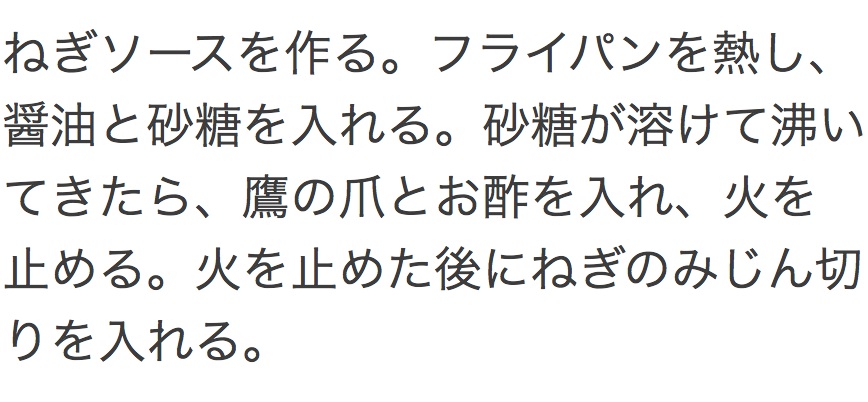 ねぎソースを作る。フライパンを熱し、
醤油と砂糖を入れる。砂糖が溶けて沸い
てきたら、鷹の爪とお酢を入れ、火を
止める。火を止めた後にねぎのみじん切
りを入れる。